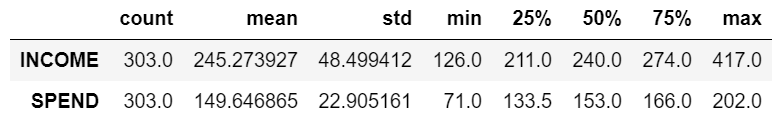 count mean std min 25% 50% 75% max
INCOME 303.0 245.273927 48.499412 126.0 211.0 240.0 274.0 417.0
SPEND 303.0 149.646865 22.905161 71.0 133.5 153.0 166.0 202.0